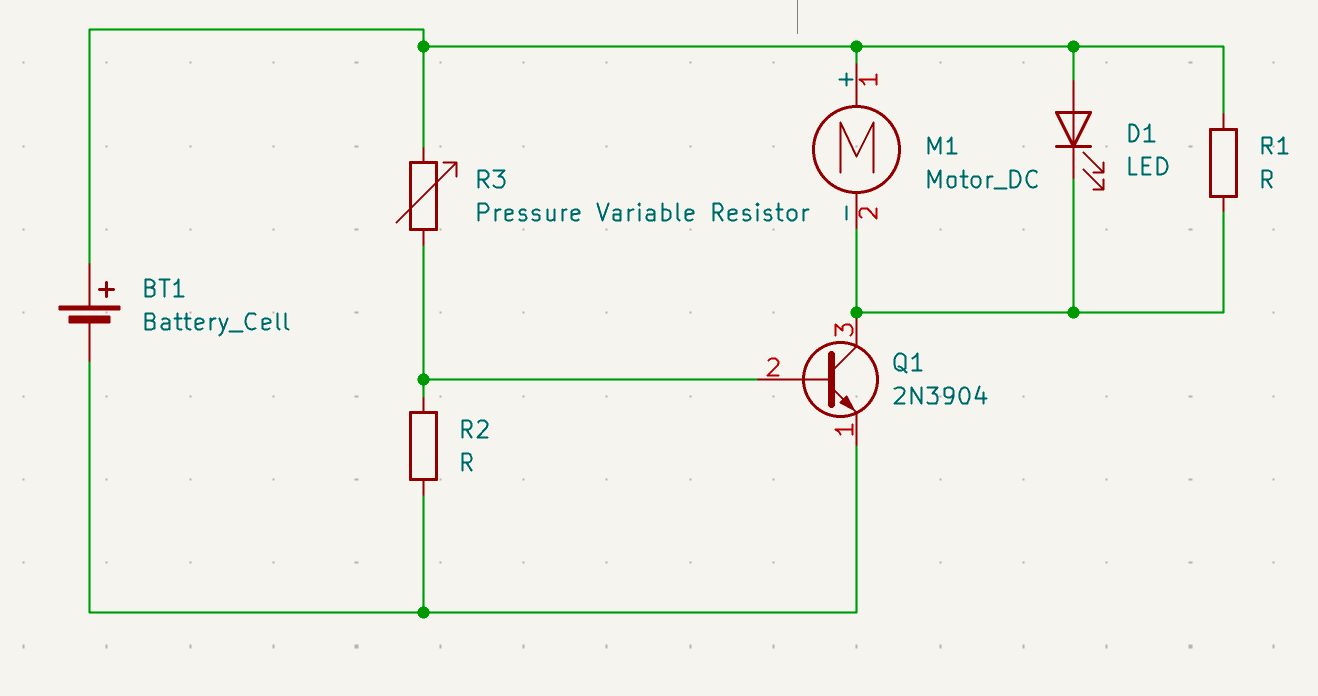 +
BT1
Battery_Cell
R3
Pressure Variable Resistor
R2
R
+
1
M
M1
Motor_DC
-
2
D1
LED
R1
R
3
2
1
Q1
2N3904